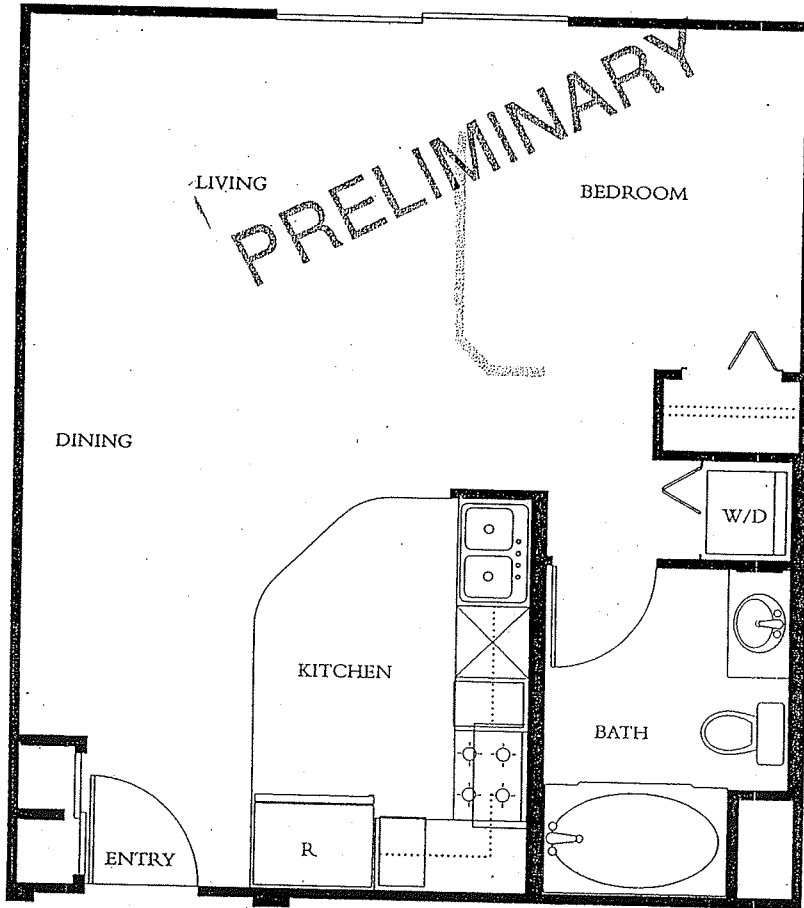 PRELIMINARY
LIVING
BEDROOM
DINING
W/D
KITCHEN
BATH
R
ENTRY